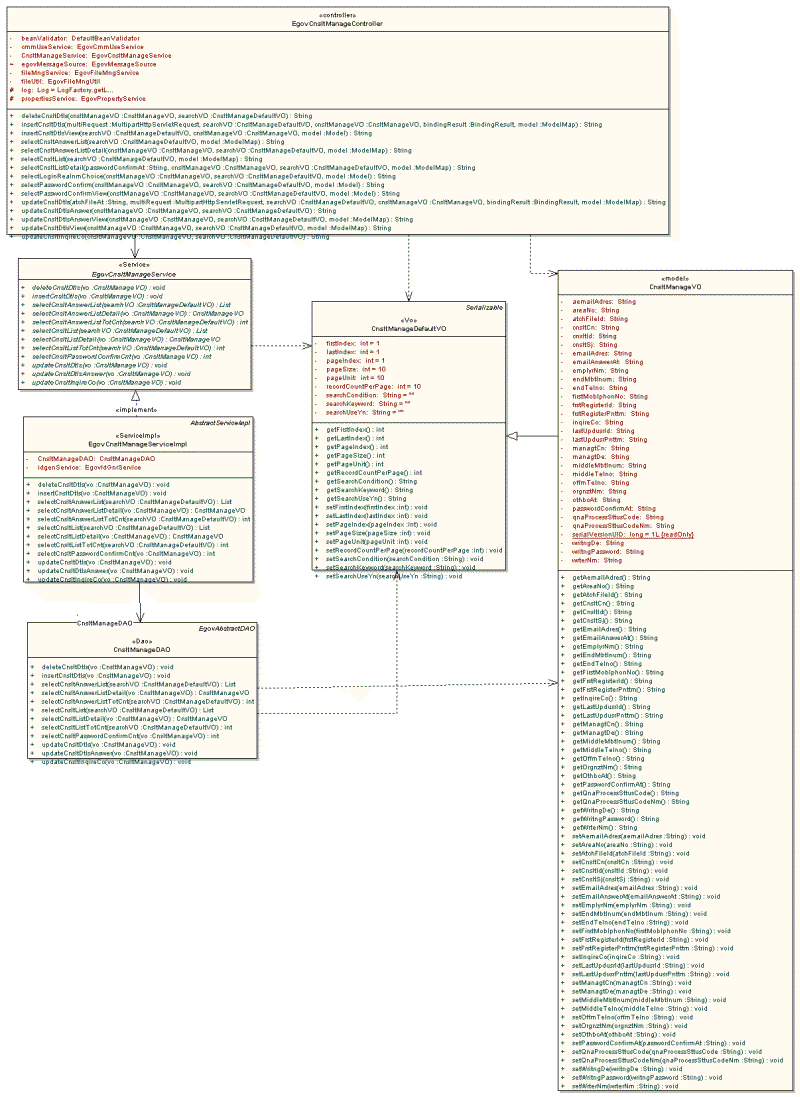 «controller»
EgovCnsltManageController
- beanValidator: DefaultBeanValidator
- cmmUseService: EgovCmmUseService
- CnsltManageService: EgovCnsltManageService
~ egovMessageSource: EgovMessageSource
- fileMngService: EgovFileMngService
- fileUtil: EgovFileMngUtil
# log: Log = LogFactory.getL...
# propertiesService: EgovPropertyService
+ deleteCnsltDtls(cnsltManageVO :CnsltManageVO, searchVO :CnsltManageDefaultVO) : String
+ insertCnsltDtls(multiRequest :MultipartHttpServletRequest, searchVO :CnsltManageDefaultVO, cnsltManageVO :CnsltManageVO, bindingResult :BindingResult, model :ModelMap) : String
+ insertCnsltDtlsView(searchVO :CnsltManageDefaultVO, cnsltManageVO :CnsltManageVO, model :Model) : String
+ selectCnsltAnswerList(searchVO :CnsltManageDefaultVO, model :ModelMap) : String
+ selectCnsltAnswerListDetail(cnsltManageVO :CnsltManageVO, searchVO :CnsltManageDefaultVO, model :ModelMap) : String
+ selectCnsltList(searchVO :CnsltManageDefaultVO, model :ModelMap) : String
+ selectCnsltListDetail(passwordConfirmAt :String, cnsltManageVO :CnsltManageVO, searchVO :CnsltManageDefaultVO, model :ModelMap) : String
+ selectLoginRealnmChoice(cnsltManageVO :CnsltManageVO, searchVO :CnsltManageDefaultVO, model :Model) : String
+ selectPasswordConfirm(cnsltManageVO :CnsltManageVO, searchVO :CnsltManageDefaultVO, model :Model) : String
+ selectPasswordConfirmView(cnsltManageVO :CnsltManageVO, searchVO :CnsltManageDefaultVO, model :Model) : String
+ updateCnsltDtls(atchFileAt :String, multiRequest :MultipartHttpServletRequest, searchVO :CnsltManageDefaultVO, cnsltManageVO :CnsltManageVO, bindingResult :BindingResult, model :ModelMap) : String
+ updateCnsltDtlsAnswer(cnsltManageVO :CnsltManageVO, searchVO :CnsltManageDefaultVO) : String
+ updateCnsltDtlsAnswerView(cnsltManageVO :CnsltManageVO, searchVO :CnsltManageDefaultVO, model :ModelMap) : String
+ updateCnsltDtlsView(cnsltManageVO :CnsltManageVO, searchVO :CnsltManageDefaultVO, model :ModelMap) : String
+ updateCnsltInqireCo(cnsltManageVO :CnsltManageVO, searchVO :CnsltManageDefaultVO) : String
«Service»
EgovCnsltManageService
+ deleteCnsltDtls(vo :CnsltManageVO) : void
+ insertCnsltDtls(vo :CnsltManageVO) : void
+ selectCnsltAnswerList(searchVO :CnsltManageDefaultVO) : List
+ selectCnsltAnswerListDetail(vo :CnsltManageVO) : CnsltManageVO
+ selectCnsltAnswerListTotCnt(searchVO :CnsltManageDefaultVO) : int
+ selectCnsltList(searchVO :CnsltManageDefaultVO) : List
+ selectCnsltListDetail(vo :CnsltManageVO) : CnsltManageVO
+ selectCnsltListTotCnt(searchVO :CnsltManageDefaultVO) : int
+ selectCnsltPasswordConfirmCnt(vo :CnsltManageVO) : int
+ updateCnsltDtls(vo :CnsltManageVO) : void
+ updateCnsltDtlsAnswer(vo :CnsltManageVO) : void
+ updateCnsltInqireCo(vo :CnsltManageVO) : void
«implement»
AbstractServiceImpl
«ServiceImpl»
EgovCnsltManageServiceImpl
- CnsltManageDAO: CnsltManageDAO
- idgenService: EgovIdGnrService
+ deleteCnsltDtls(vo :CnsltManageVO) : void
+ insertCnsltDtls(vo :CnsltManageVO) : void
+ selectCnsltAnswerList(searchVO :CnsltManageDefaultVO) : List
+ selectCnsltAnswerListDetail(vo :CnsltManageVO) : CnsltManageVO
+ selectCnsltAnswerListTotCnt(searchVO :CnsltManageDefaultVO) : int
+ selectCnsltList(searchVO :CnsltManageDefaultVO) : List
+ selectCnsltListDetail(vo :CnsltManageVO) : CnsltManageVO
+ selectCnsltListTotCnt(searchVO :CnsltManageDefaultVO) : int
+ selectCnsltPasswordConfirmCnt(vo :CnsltManageVO) : int
+ updateCnsltDtls(vo :CnsltManageVO) : void
+ updateCnsltDtlsAnswer(vo :CnsltManageVO) : void
+ updateCnsltInqireCo(vo :CnsltManageVO) : void
CnsltManageDAO
EgovAbstractDAO
«Dao»
CnsltManageDAO
+ deleteCnsltDtls(vo :CnsltManageVO) : void
+ insertCnsltDtls(vo :CnsltManageVO) : void
+ selectCnsltAnswerList(searchVO :CnsltManageDefaultVO) : List
+ selectCnsltAnswerListDetail(vo :CnsltManageVO) : CnsltManageVO
+ selectCnsltAnswerListTotCnt(searchVO :CnsltManageDefaultVO) : int
+ selectCnsltList(searchVO :CnsltManageDefaultVO) : List
+ selectCnsltListDetail(vo :CnsltManageVO) : CnsltManageVO
+ selectCnsltListTotCnt(searchVO :CnsltManageDefaultVO) : int
+ selectCnsltPasswordConfirmCnt(vo :CnsltManageVO) : int
+ updateCnsltDtls(vo :CnsltManageVO) : void
+ updateCnsltDtlsAnswer(vo :CnsltManageVO) : void
+ updateCnsltInqireCo(vo :CnsltManageVO) : void
Serializable
«Vo»
CnsltManageDefaultVO
- firstIndex: int = 1
- lastIndex: int = 1
- pageIndex: int = 1
- pageSize: int = 10
- pageUnit: int = 10
- recordCountPerPage: int = 10
- searchCondition: String = ""
- searchKeyword: String = ""
- searchUseYn: String = ""
+ getFirstIndex() : int
+ getLastIndex() : int
+ getPageIndex() : int
+ getPageSize() : int
+ getPageUnit() : int
+ getRecordCountPerPage() : int
+ getSearchCondition() : String
+ getSearchKeyword() : String
+ getSearchUseYn() : String
+ setFirstIndex(firstIndex :int) : void
+ setLastIndex(lastIndex :int) : void
+ setPageIndex(pageIndex :int) : void
+ setPageSize(pageSize :int) : void
+ setPageUnit(pageUnit :int) : void
+ setRecordCountPerPage(recordCountPerPage :int) : void
+ setSearchCondition(searchCondition :String) : void
+ setSearchKeyword(searchKeyword :String) : void
+ setSearchUseYn(searchUseYn :String) : void
«model»
CnsltManageVO
- aemailAdres: String
- areaNo: String
- atchFileId: String
- cnsltCn: String
- cnsltId: String
- cnsltSj: String
- emailAdres: String
- emailAnswerAt: String
- emplyrNm: String
- endMbtlnum: String
- endTelno: String
- firstMoblphonNo: String
- frstRegisterId: String
- frstRegisterPnttm: String
- inqireCo: String
- lastUpdusrId: String
- lastUpdusrPnttm: String
- managtCn: String
- managtDe: String
- middleMbtlnum: String
- middleTelno: String
- offmTelno: String
- orgnztNm: String
- othbcAt: String
- passwordConfirmAt: String
- qnaProcessSttusCode: String
- qnaProcessSttusCodeNm: String
- serialVersionUID: long = 1L {readOnly}
- writngDe: String
- writngPassword: String
- wrterNm: String
+ getAemailAdres() : String
+ getAreaNo() : String
+ getAtchFileId() : String
+ getCnsltCn() : String
+ getCnsltId() : String
+ getCnsltSj() : String
+ getEmailAdres() : String
+ getEmailAnswerAt() : String
+ getEmplyrNm() : String
+ getEndMbtlnum() : String
+ getEndTelno() : String
+ getFirstMoblphonNo() : String
+ getFrstRegisterId() : String
+ getFrstRegisterPnttm() : String
+ getInqireCo() : String
+ getLastUpdusrId() : String
+ getLastUpdusrPnttm() : String
+ getManagtCn() : String
+ getManagtDe() : String
+ getMiddleMbtlnum() : String
+ getMiddleTelno() : String
+ getOffmTelno() : String
+ getOrgnztNm() : String
+ getOthbcAt() : String
+ getPasswordConfirmAt() : String
+ getQnaProcessSttusCode() : String
+ getQnaProcessSttusCodeNm() : String
+ getWritngDe() : String
+ getWritngPassword() : String
+ getWrterNm() : String
+ setAemailAdres(aemailAdres :String) : void
+ setAreaNo(areaNo :String) : void
+ setAtchFileId(atchFileId :String) : void
+ setCnsltCn(cnsltCn :String) : void
+ setCnsltId(cnsltId :String) : void
+ setCnsltSj(cnsltSj :String) : void
+ setEmailAdres(emailAdres :String) : void
+ setEmailAnswerAt(emailAnswerAt :String) : void
+ setEmplyrNm(emplyrNm :String) : void
+ setEndMbtlnum(endMbtlnum :String) : void
+ setEndTelno(endTelno :String) : void
+ setFirstMoblphonNo(firstMoblphonNo :String) : void
+ setFrstRegisterId(frstRegisterId :String) : void
+ setFrstRegisterPnttm(frstRegisterPnttm :String) : void
+ setInqireCo(inqireCo :String) : void
+ setLastUpdusrId(lastUpdusrId :String) : void
+ setLastUpdusrPnttm(lastUpdusrPnttm :String) : void
+ setManagtCn(managtCn :String) : void
+ setManagtDe(managtDe :String) : void
+ setMiddleMbtlnum(middleMbtlnum :String) : void
+ setMiddleTelno(middleTelno :String) : void
+ setOffmTelno(offmTelno :String) : void
+ setOrgnztNm(orgnztNm :String) : void
+ setOthbcAt(othbcAt :String) : void
+ setPasswordConfirmAt(passwordConfirmAt :String) : void
+ setQnaProcessSttusCode(qnaProcessSttusCode :String) : void
+ setQnaProcessSttusCodeNm(qnaProcessSttusCodeNm :String) : void
+ setWritngDe(writngDe :String) : void
+ setWritngPassword(writngPassword :String) : void
+ setWrterNm(wrterNm :String) : void